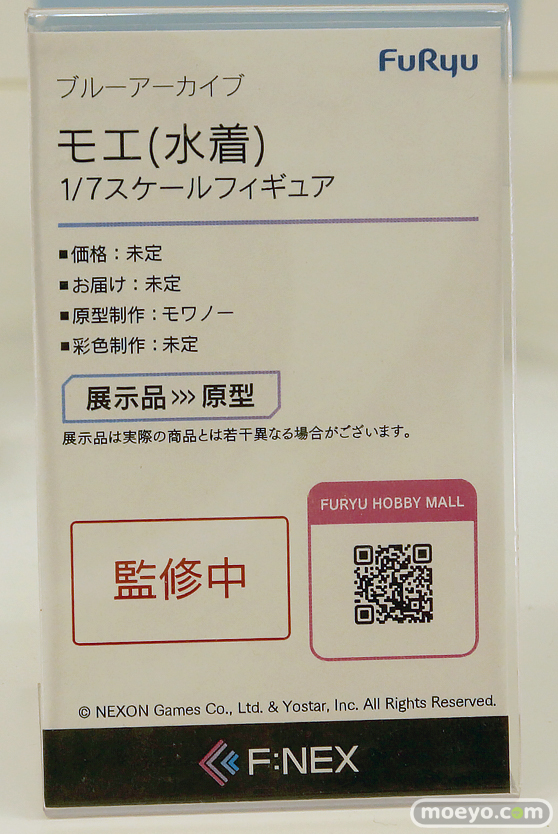 FuRyu
ブルーアーカイブ
モエ(水着)
1/7スケールフィギュア
■価格：未定
■お届け：未定
■原型制作：モワノー
■彩色制作：未定
展示品>>>原型
展示品は実際の商品とは若干異なる場合がございます。
FURYU HOBBY MALL
監修中
© NEXON Games Co., Ltd. & Yostar, Inc. All Rights Reserved.
F:NEX
moeyo.com